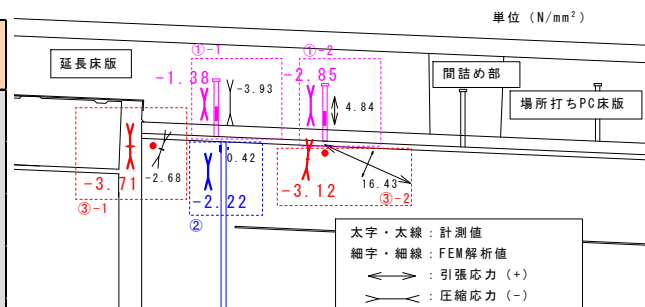 単位 (N/mm²)
①-1
①-2
延長床版
間詰め部
場所打ちPC床版
-1.38
-3.93
-2.85
4.84
-3.71
-2.68
0.42
-2.22
-3.12
16.43
③-1
②
③-2
太字・太線：計測値
細字・細線：FEM解析値
：引張応力 (+)
：圧縮応力 (-)